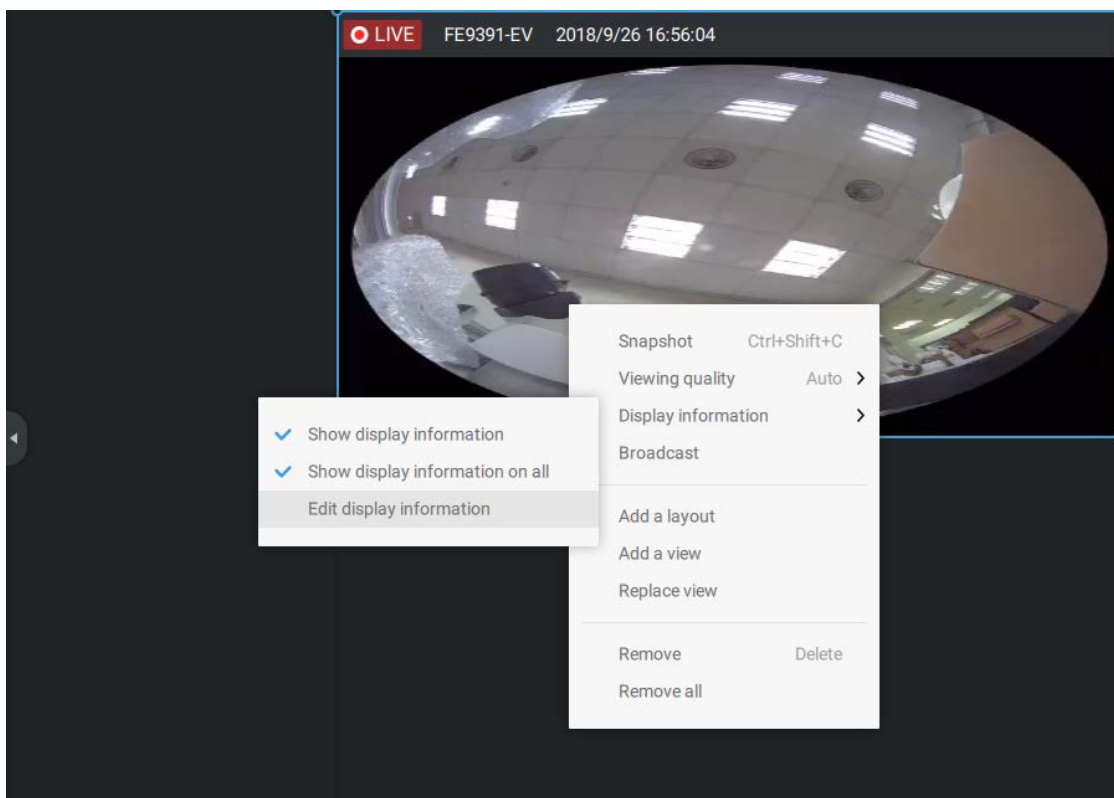 LIVE FE9391-EV 2018/9/26 16:56:04
Snapshot Ctrl+Shift+C
Viewing quality Auto
Display information
Broadcast
Show display information
Show display information on all
Edit display information
Add a layout
Add a view
Replace view
Remove Delete
Remove all